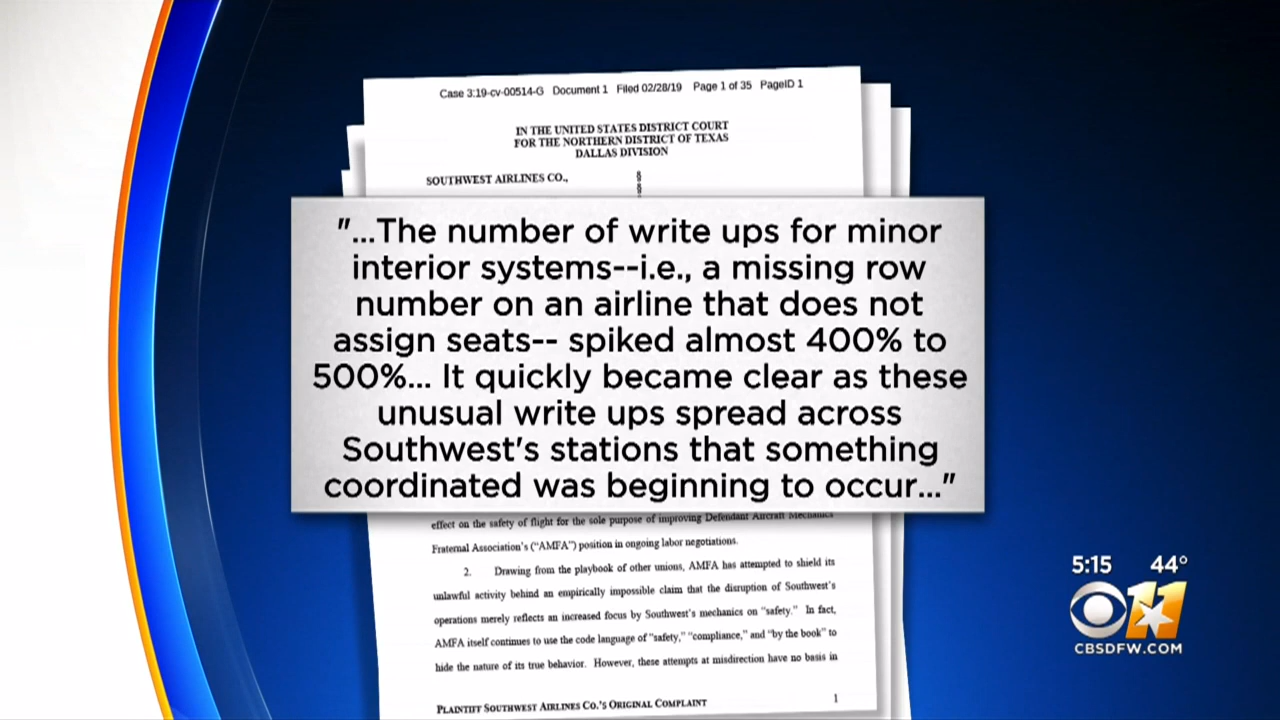 Case 3:19-cv-00514-G Document 1 Filed 02/28/19 Page 1 of 35 PageID 1
IN THE UNITED STATES DISTRICT COURT
FOR THE NORTHERN DISTRICT OF TEXAS
DALLAS DIVISION
SOUTHWEST AIRLINES CO., §
§
"...The number of write ups for minor
interior systems--i.e., a missing row
number on an airline that does not
assign seats-- spiked almost 400% to
500%... It quickly became clear as these
unusual write ups spread across
Southwest's stations that something
coordinated was beginning to occur..."
effect on the safety of flight for the sole purpose of improving Defendant Aircraft Mechanics
Fraternal Association's ("AMFA") position in ongoing labor negotiations.
2. Drawing from the playbook of other unions, AMFA has attempted to shield its
unlawful activity behind an empirically impossible claim that the disruption of Southwest's
operations merely reflects an increased focus by Southwest's mechanics on "safety." In fact,
AMFA itself continues to use the code language of "safety," "compliance," and "by the book" to
hide the nature of its true behavior. However, these attempts at misdirection have no basis in
PLAINTIFF SOUTHWEST AIRLINES CO.'S ORIGINAL COMPLAINT 1
5:15 44°
11
CBSDFW.COM